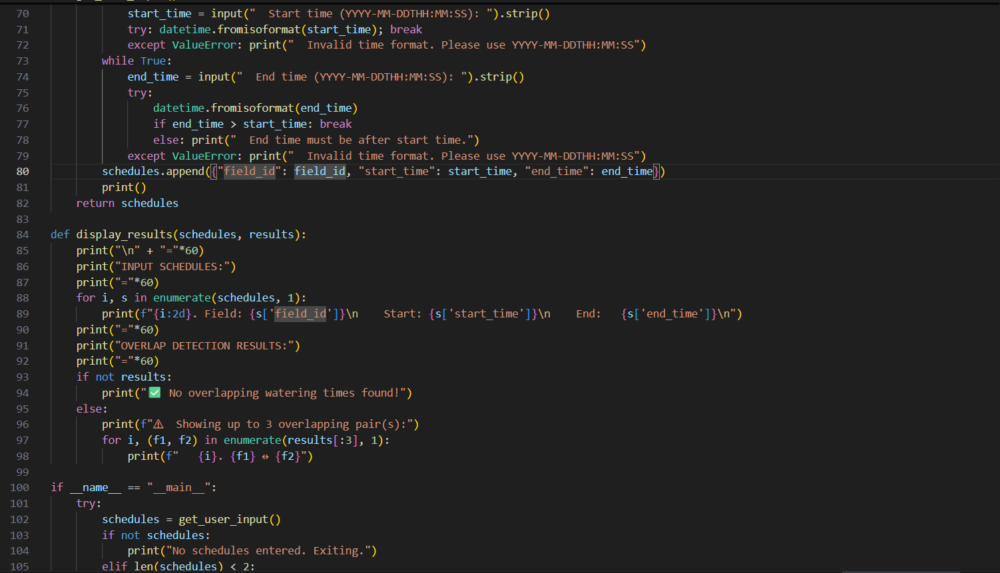 70            start_time = input("  Start time (YYYY-MM-DDTHH:MM:SS): ").strip()
71            try: datetime.fromisoformat(start_time); break
72            except ValueError: print("  Invalid time format. Please use YYYY-MM-DDTHH:MM:SS")
73        while True:
74            end_time = input("  End time (YYYY-MM-DDTHH:MM:SS): ").strip()
75            try:
76                datetime.fromisoformat(end_time)
77                if end_time > start_time: break
78                else: print("  End time must be after start time.")
79            except ValueError: print("  Invalid time format. Please use YYYY-MM-DDTHH:MM:SS")
80        schedules.append({"field_id": field_id, "start_time": start_time, "end_time": end_time})
81        print()
82    return schedules
83
84 def display_results(schedules, results):
85    print("\n" + "="*60)
86    print("INPUT SCHEDULES:")
87    print("="*60)
88    for i, s in enumerate(schedules, 1):
89        print(f"{i:2d}. Field: {s['field_id']}\n    Start: {s['start_time']}\n    End:   {s['end_time']}\n")
90    print("="*60)
91    print("OVERLAP DETECTION RESULTS:")
92    print("="*60)
93    if not results:
94        print("✅ No overlapping watering times found!")
95    else:
96        print(f"⚠️  Showing up to 3 overlapping pair(s):")
97        for i, (f1, f2) in enumerate(results[:3], 1):
98            print(f"   {i}. {f1} ↔ {f2}")
99
100 if __name__ == "__main__":
101    try:
102        schedules = get_user_input()
103        if not schedules:
104            print("No schedules entered. Exiting.")
105        elif len(schedules) < 2: